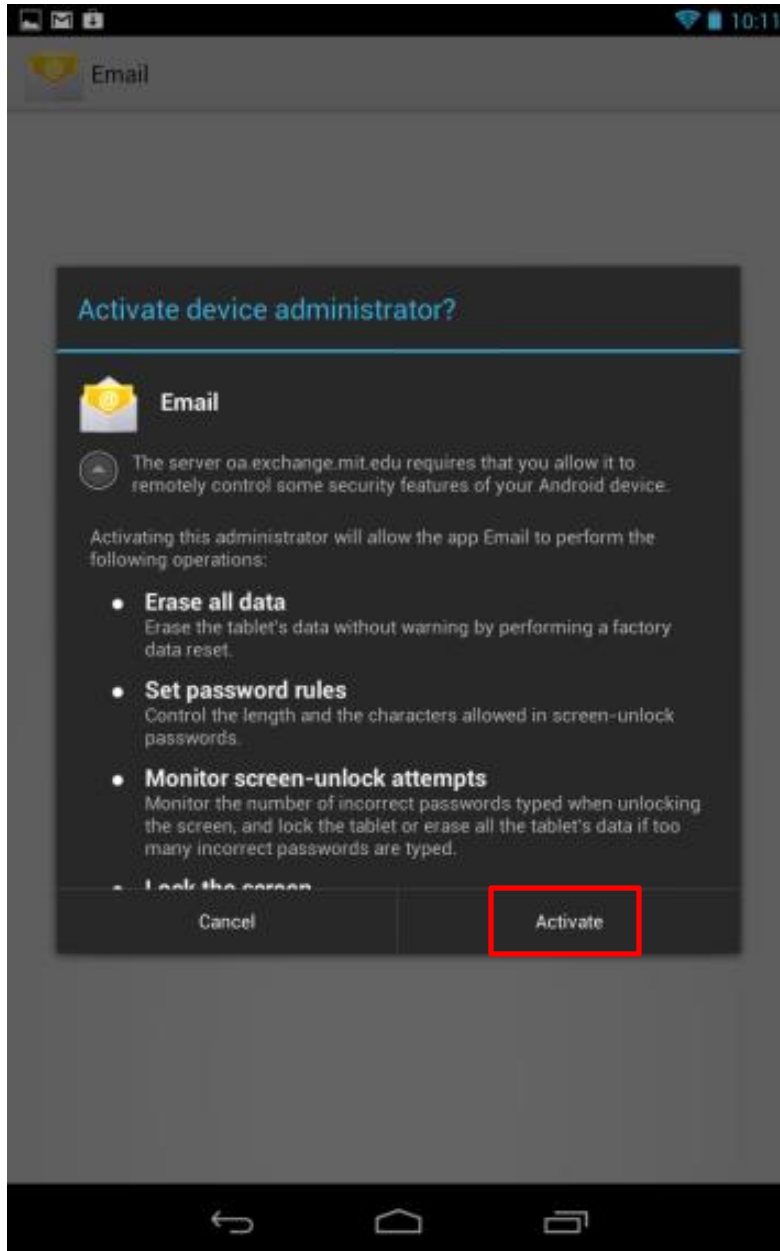 10:11
Email
Activate device administrator?
Email
The server oa.exchange.mit.edu requires that you allow it to
remotely control some security features of your Android device.
Activating this administrator will allow the app Email to perform the
following operations:
• Erase all data
Erase the tablet's data without warning by performing a factory
data reset.
• Set password rules
Control the length and the characters allowed in screen-unlock
passwords.
• Monitor screen-unlock attempts
Monitor the number of incorrect passwords typed when unlocking
the screen, and lock the tablet or erase all the tablet's data if too
many incorrect passwords are typed.
• Lock the screen
Cancel
Activate